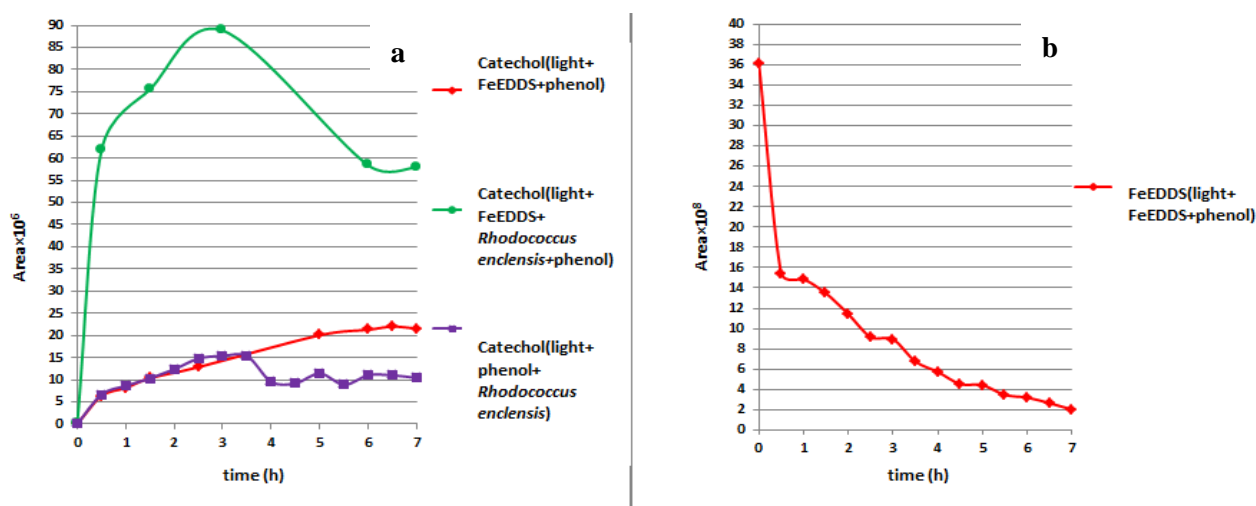 a
Area×10⁶
90
85
80
75
70
65
60
55
50
45
40
35
30
25
20
15
10
5
0
0 1 2 3 4 5 6 7
time (h)
Catechol(light+
FeEDDS+phenol)
Catechol(light+
FeEDDS+
Rhodococcus
enclensis+phenol)
Catechol(light+
phenol+
Rhodococcus
enclensis)
b
Area×10⁸
40
38
36
34
32
30
28
26
24
22
20
18
16
14
12
10
8
6
4
2
0
0 1 2 3 4 5 6 7
time (h)
FeEDDS(light+
FeEDDS+phenol)